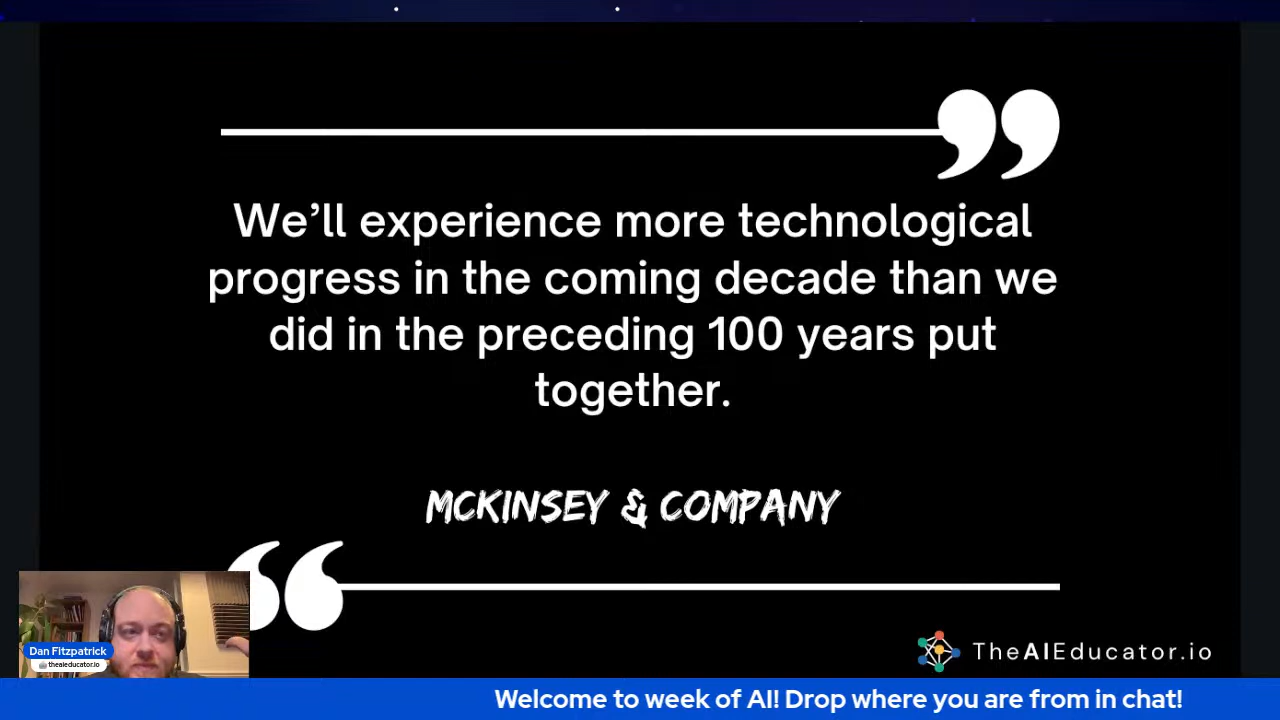 We’ll experience more technological
progress in the coming decade than we
did in the preceding 100 years put
together.
MCKINSEY & COMPANY
Dan Fitzpatrick
theaieducator.io
TheAIEducator.io
Welcome to week of AI! Drop where you are from in chat!